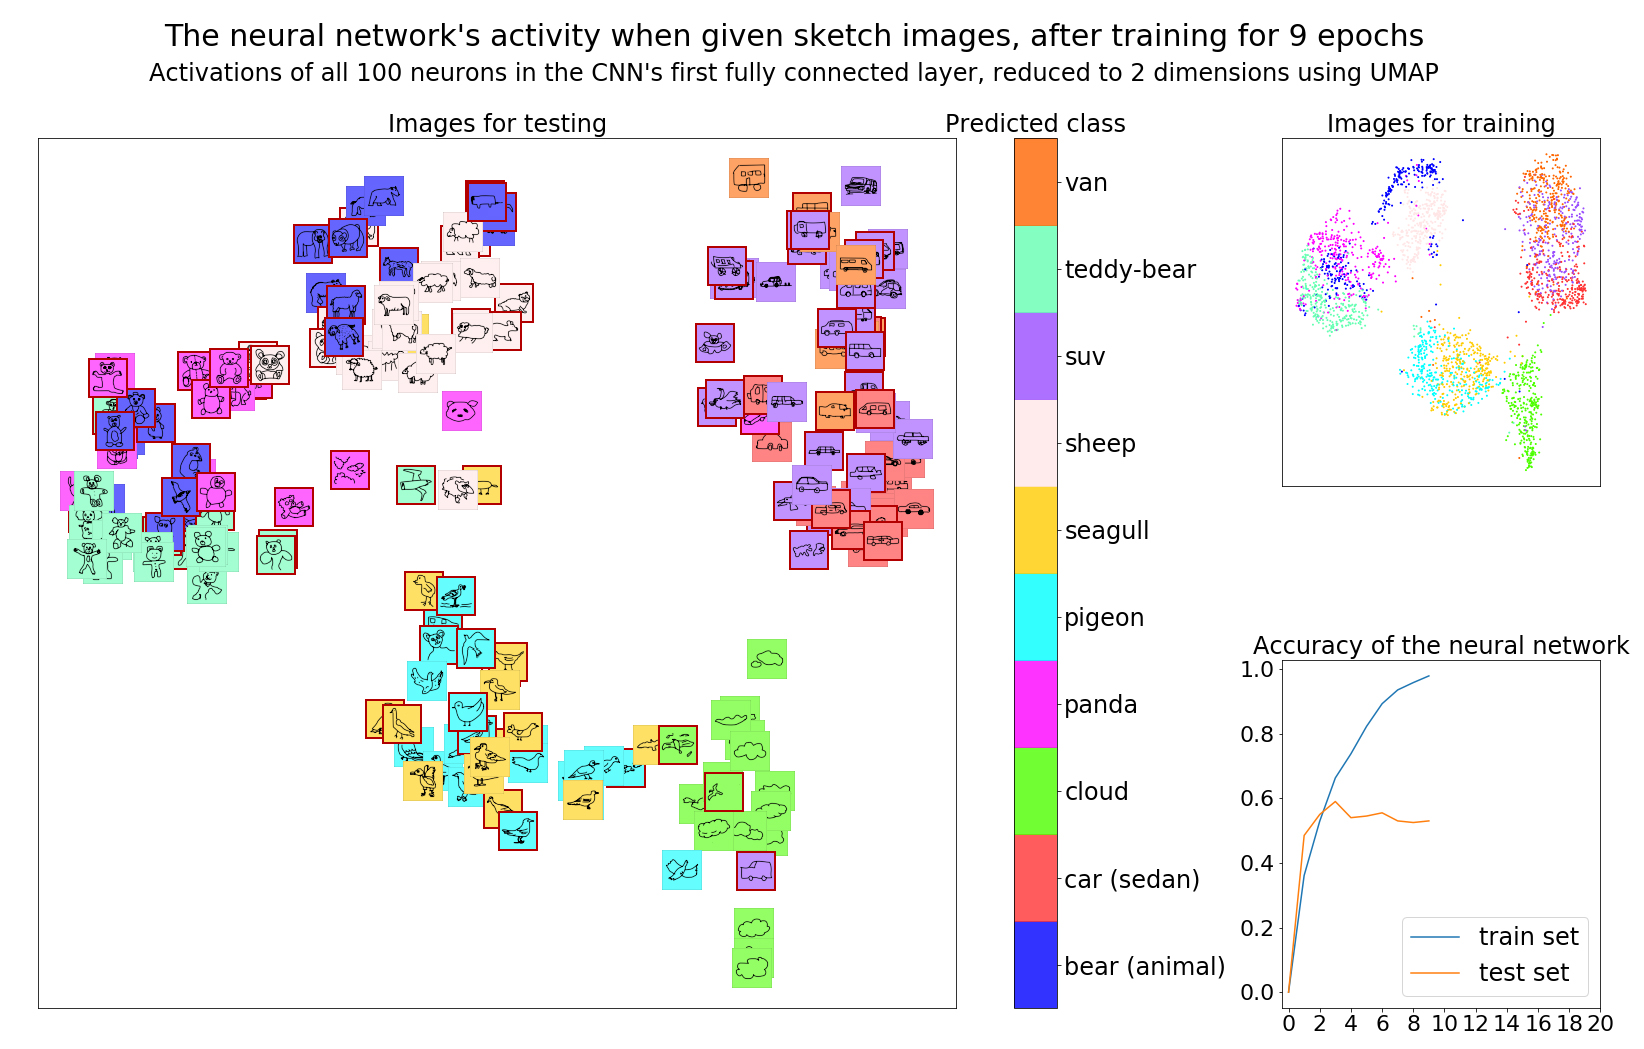 The neural network's activity when given sketch images, after training for 9 epochs
Activations of all 100 neurons in the CNN's first fully connected layer, reduced to 2 dimensions using UMAP
Images for testing
Predicted class
van
teddy-bear
suv
sheep
seagull
pigeon
panda
cloud
car (sedan)
bear (animal)
Images for training
Accuracy of the neural network
1.0
0.8
0.6
0.4
0.2
0.0
train set
test set
0 2 4 6 8 10 12 14 16 18 20